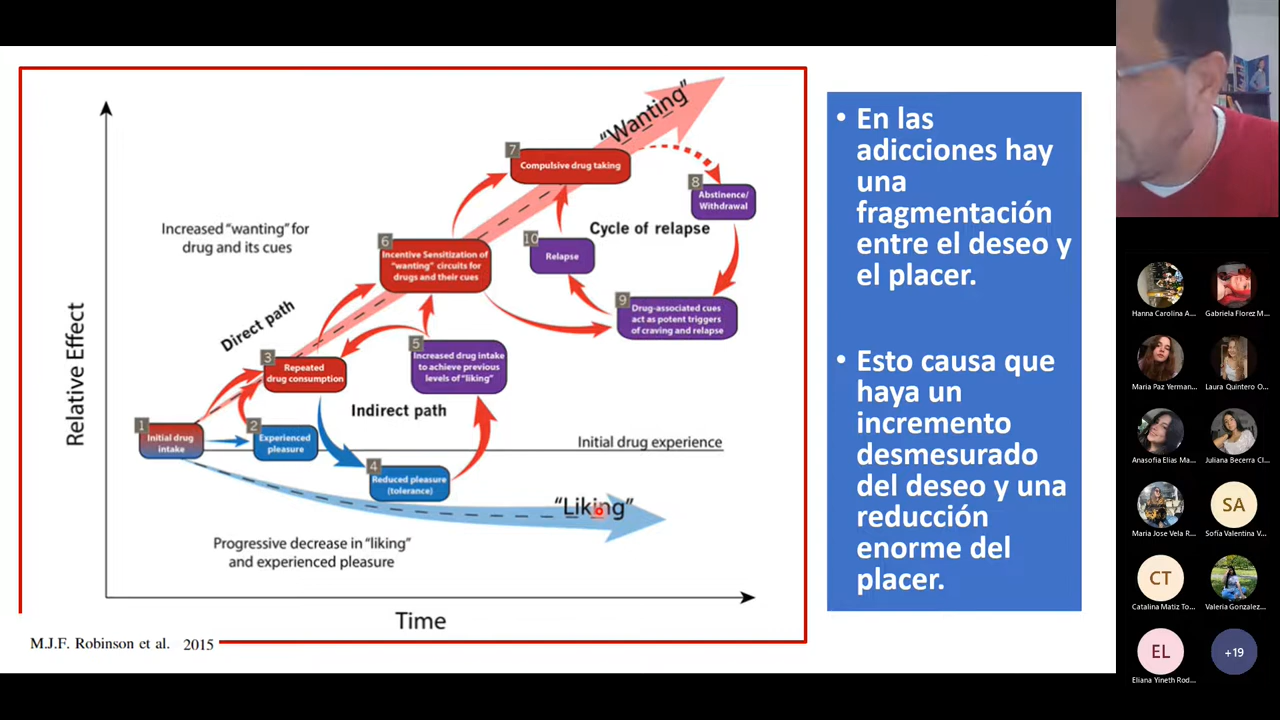 "Wanting"
7
Compulsive drug taking
8
Abstinence/
Withdrawal
Increased "wanting" for
drug and its cues
6
Incentive Sensitization of
"wanting" circuits for
drugs and their cues
10
Relapse
Cycle of relapse
9
Drug-associated cues
act as potent triggers
of craving and relapse
Direct path
3
Repeated
drug consumption
5
Increased drug intake
to achieve previous
levels of "liking"
Indirect path
1
Initial drug
intake
2
Experienced
pleasure
Initial drug experience
4
Reduced pleasure
(tolerance)
"Liking"
Progressive decrease in "liking"
and experienced pleasure
Relative Effect
Time
M.J.F. Robinson et al. 2015
• En las
adicciones hay
una
fragmentación
entre el deseo y
el placer.
• Esto causa que
haya un
incremento
desmesurado
del deseo y una
reducción
enorme del
placer.
Hanna Carolina A...
Gabriela Florez M...
Maria Paz Yerman...
Laura Quintero O...
Anasofia Elias Ma...
Juliana Becerra Cl...
Maria Jose Vela R...
SA
Sofía Valentina V...
CT
Catalina Matiz To...
Valeria Gonzalez...
EL
Eliana Yineth Rod...
+19